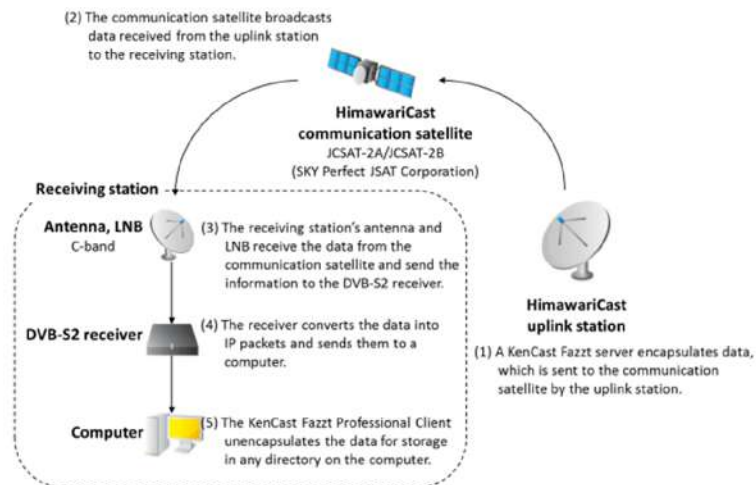 (2) The communication satellite broadcasts
data received from the uplink station
to the receiving station.
HimawariCast
communication satellite
JCSAT-2A/JCSAT-2B
(SKY Perfect JSAT Corporation)
Receiving station
Antenna, LNB
C-band
(3) The receiving station's antenna and
LNB receive the data from the
communication satellite and send the
information to the DVB-S2 receiver.
HimawariCast
uplink station
(1) A KenCast Fazzt server encapsulates data,
which is sent to the communication
satellite by the uplink station.
DVB-S2 receiver
(4) The receiver converts the data into
IP packets and sends them to a
computer.
Computer
(5) The KenCast Fazzt Professional Client
unencapsulates the data for storage
in any directory on the computer.